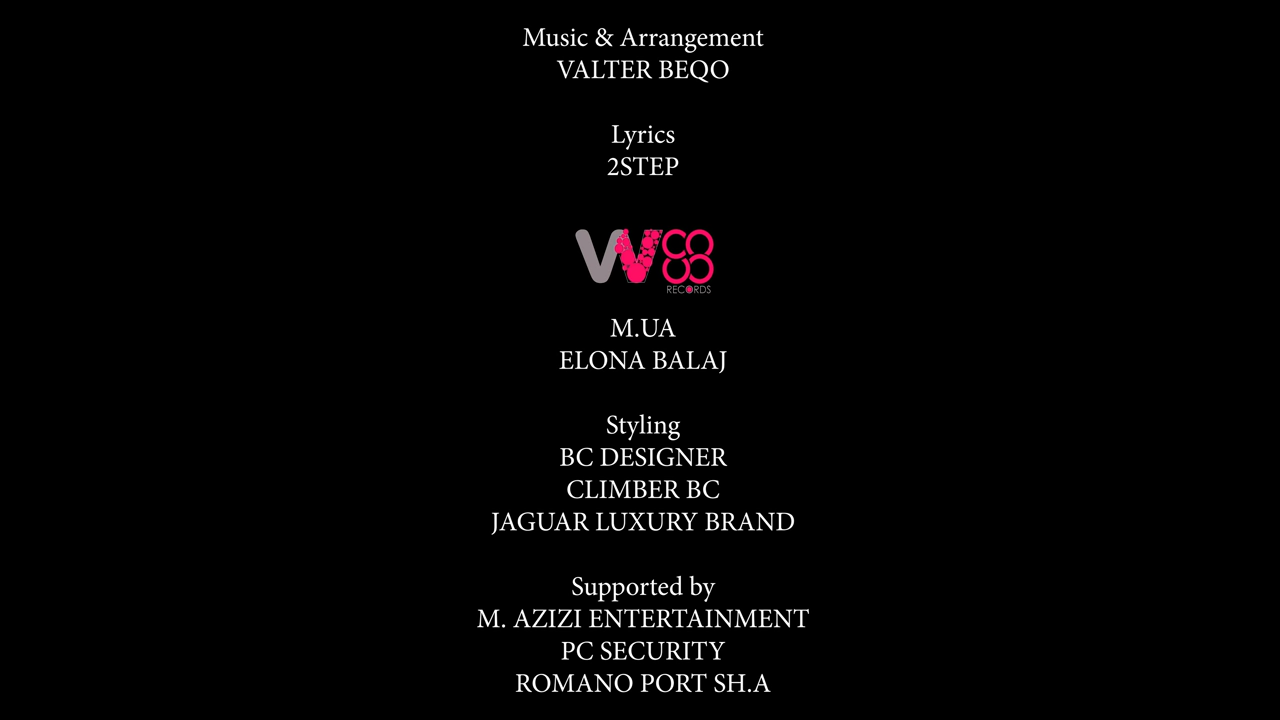 Music & Arrangement
VALTER BEQO
Lyrics
2STEP
RECORDS
M.UA
ELONA BALAJ
Styling
BC DESIGNER
CLIMBER BC
JAGUAR LUXURY BRAND
Supported by
M. AZIZI ENTERTAINMENT
PC SECURITY
ROMANO PORT SH.A